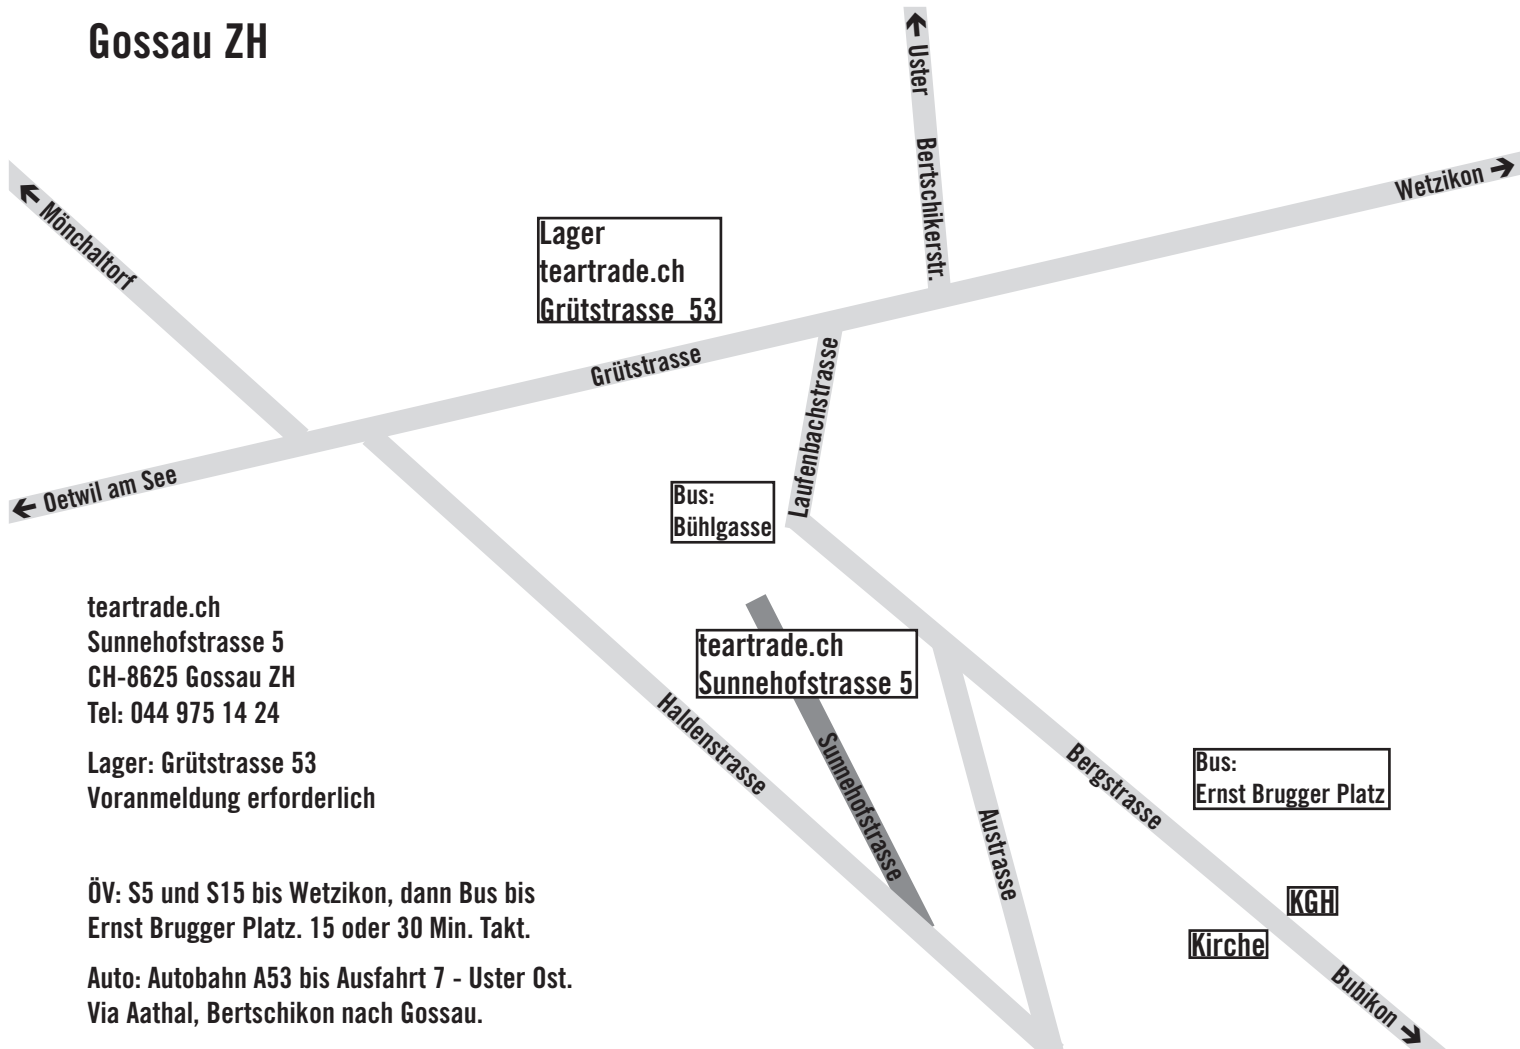 Gossau ZH
← Uster
Bertschikerstr.
Wetzikon →
← Mönchaltorf
Lager
teartrade.ch
Grütstrasse 53
Grütstrasse
Laufenbachstrasse
← Oetwil am See
Bus:
Bühlgasse
teartrade.ch
Sunnehofstrasse 5
CH-8625 Gossau ZH
Tel: 044 975 14 24
Lager: Grütstrasse 53
Voranmeldung erforderlich
teartrade.ch
Sunnehofstrasse 5
Haldenstrasse
Sunnehofstrasse
Austrasse
Bergstrasse
Bus:
Ernst Brugger Platz
KGH
Kirche
Bubikon →
ÖV: S5 und S15 bis Wetzikon, dann Bus bis
Ernst Brugger Platz. 15 oder 30 Min. Takt.
Auto: Autobahn A53 bis Ausfahrt 7 - Uster Ost.
Via Aathal, Bertschikon nach Gossau.